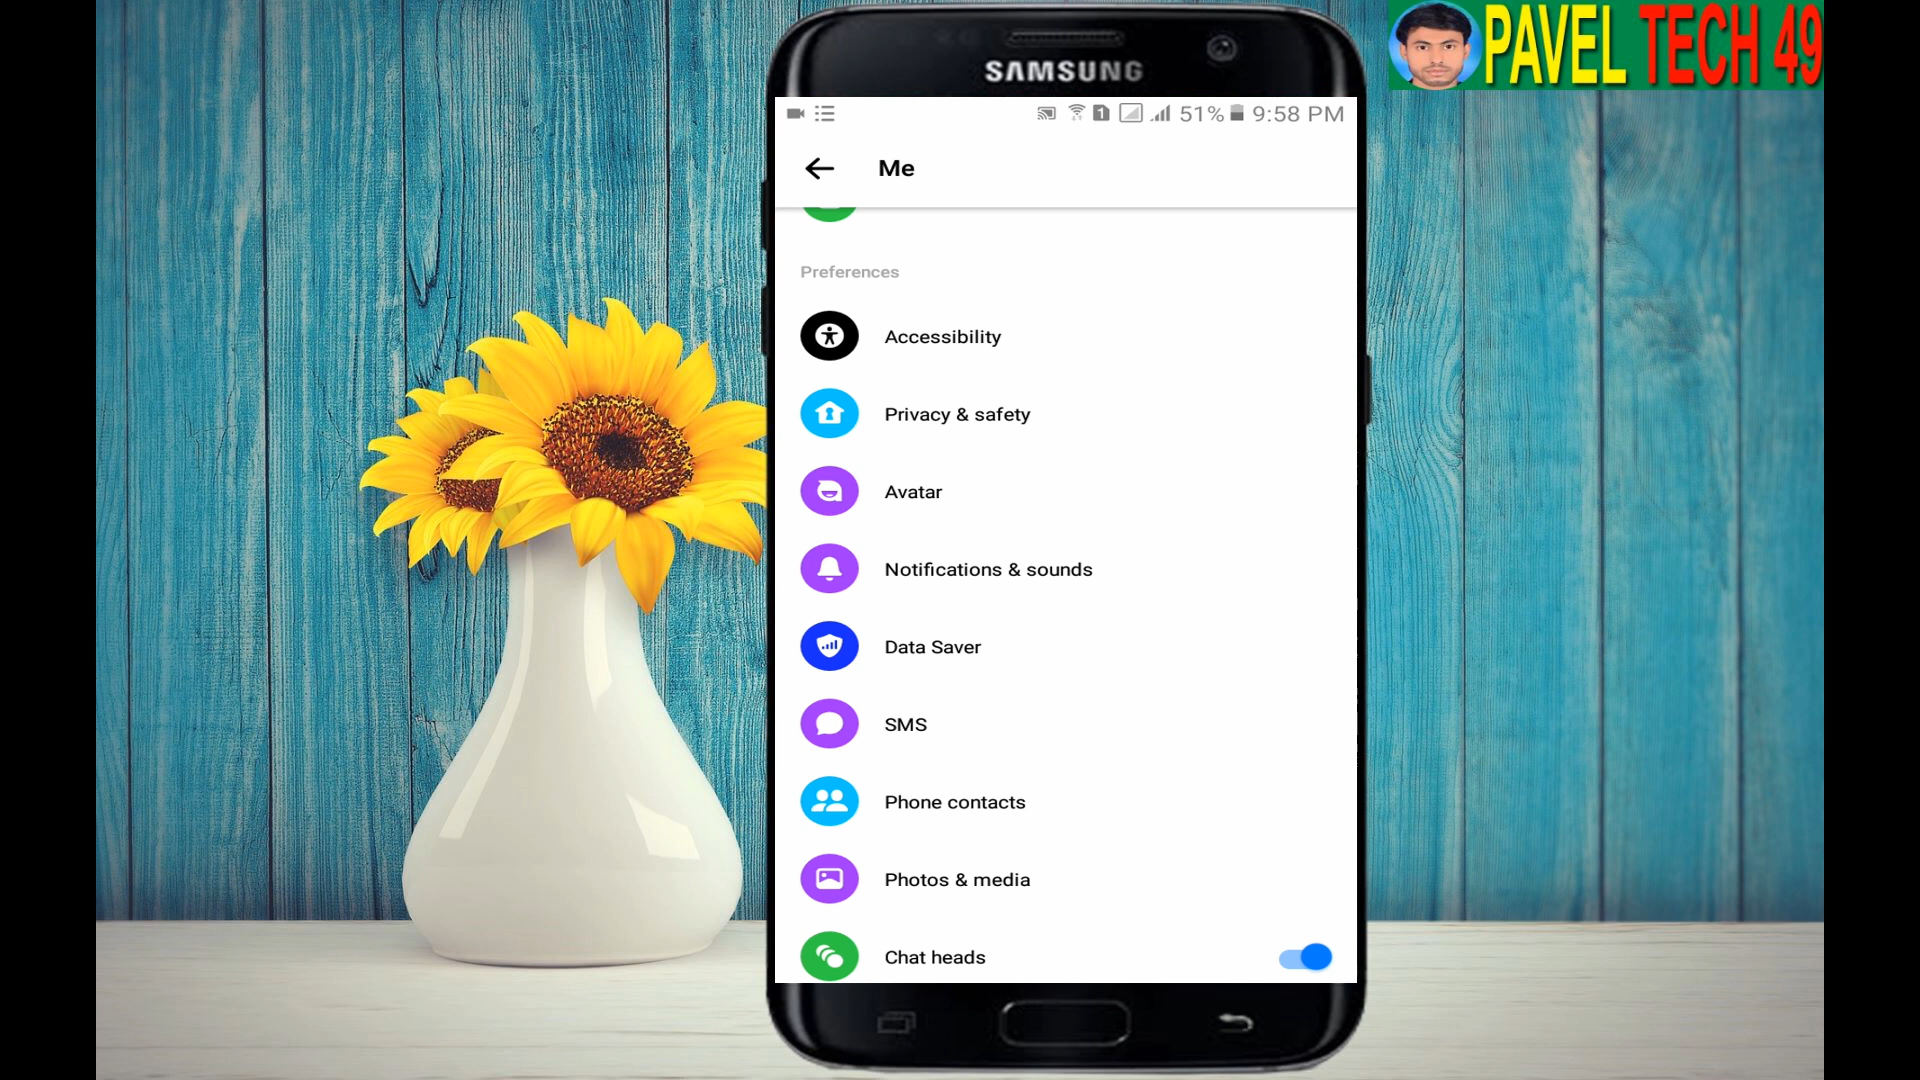 PAVEL TECH 49
SAMSUNG
1 51% 9:58 PM
Me
Preferences
Accessibility
Privacy & safety
Avatar
Notifications & sounds
Data Saver
SMS
Phone contacts
Photos & media
Chat heads